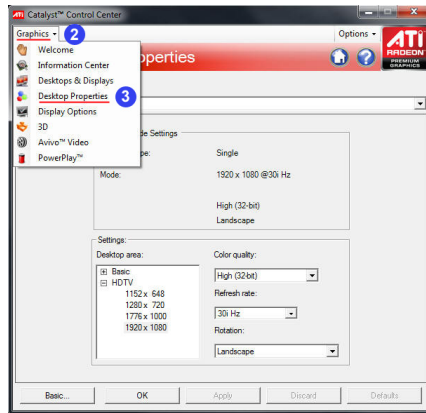 Catalyst™ Control Center
Graphics
2
Options
ATI
RADEON
PREMIUM
GRAPHICS
Welcome
Information Center
Desktops & Displays
Desktop Properties
3
Display Options
3D
Avivo™ Video
PowerPlay™
operties
de Settings
pe:
Single
Mode:
1920 x 1080 @30i Hz
High (32-bit)
Landscape
Settings:
Desktop area:
Color quality:
Basic
HDTV
1152 x 648
1280 x 720
1776 x 1000
1920 x 1080
High (32-bit)
Refresh rate:
30i Hz
Rotation:
Landscape
Basic...
OK
Apply
Discard
Defaults